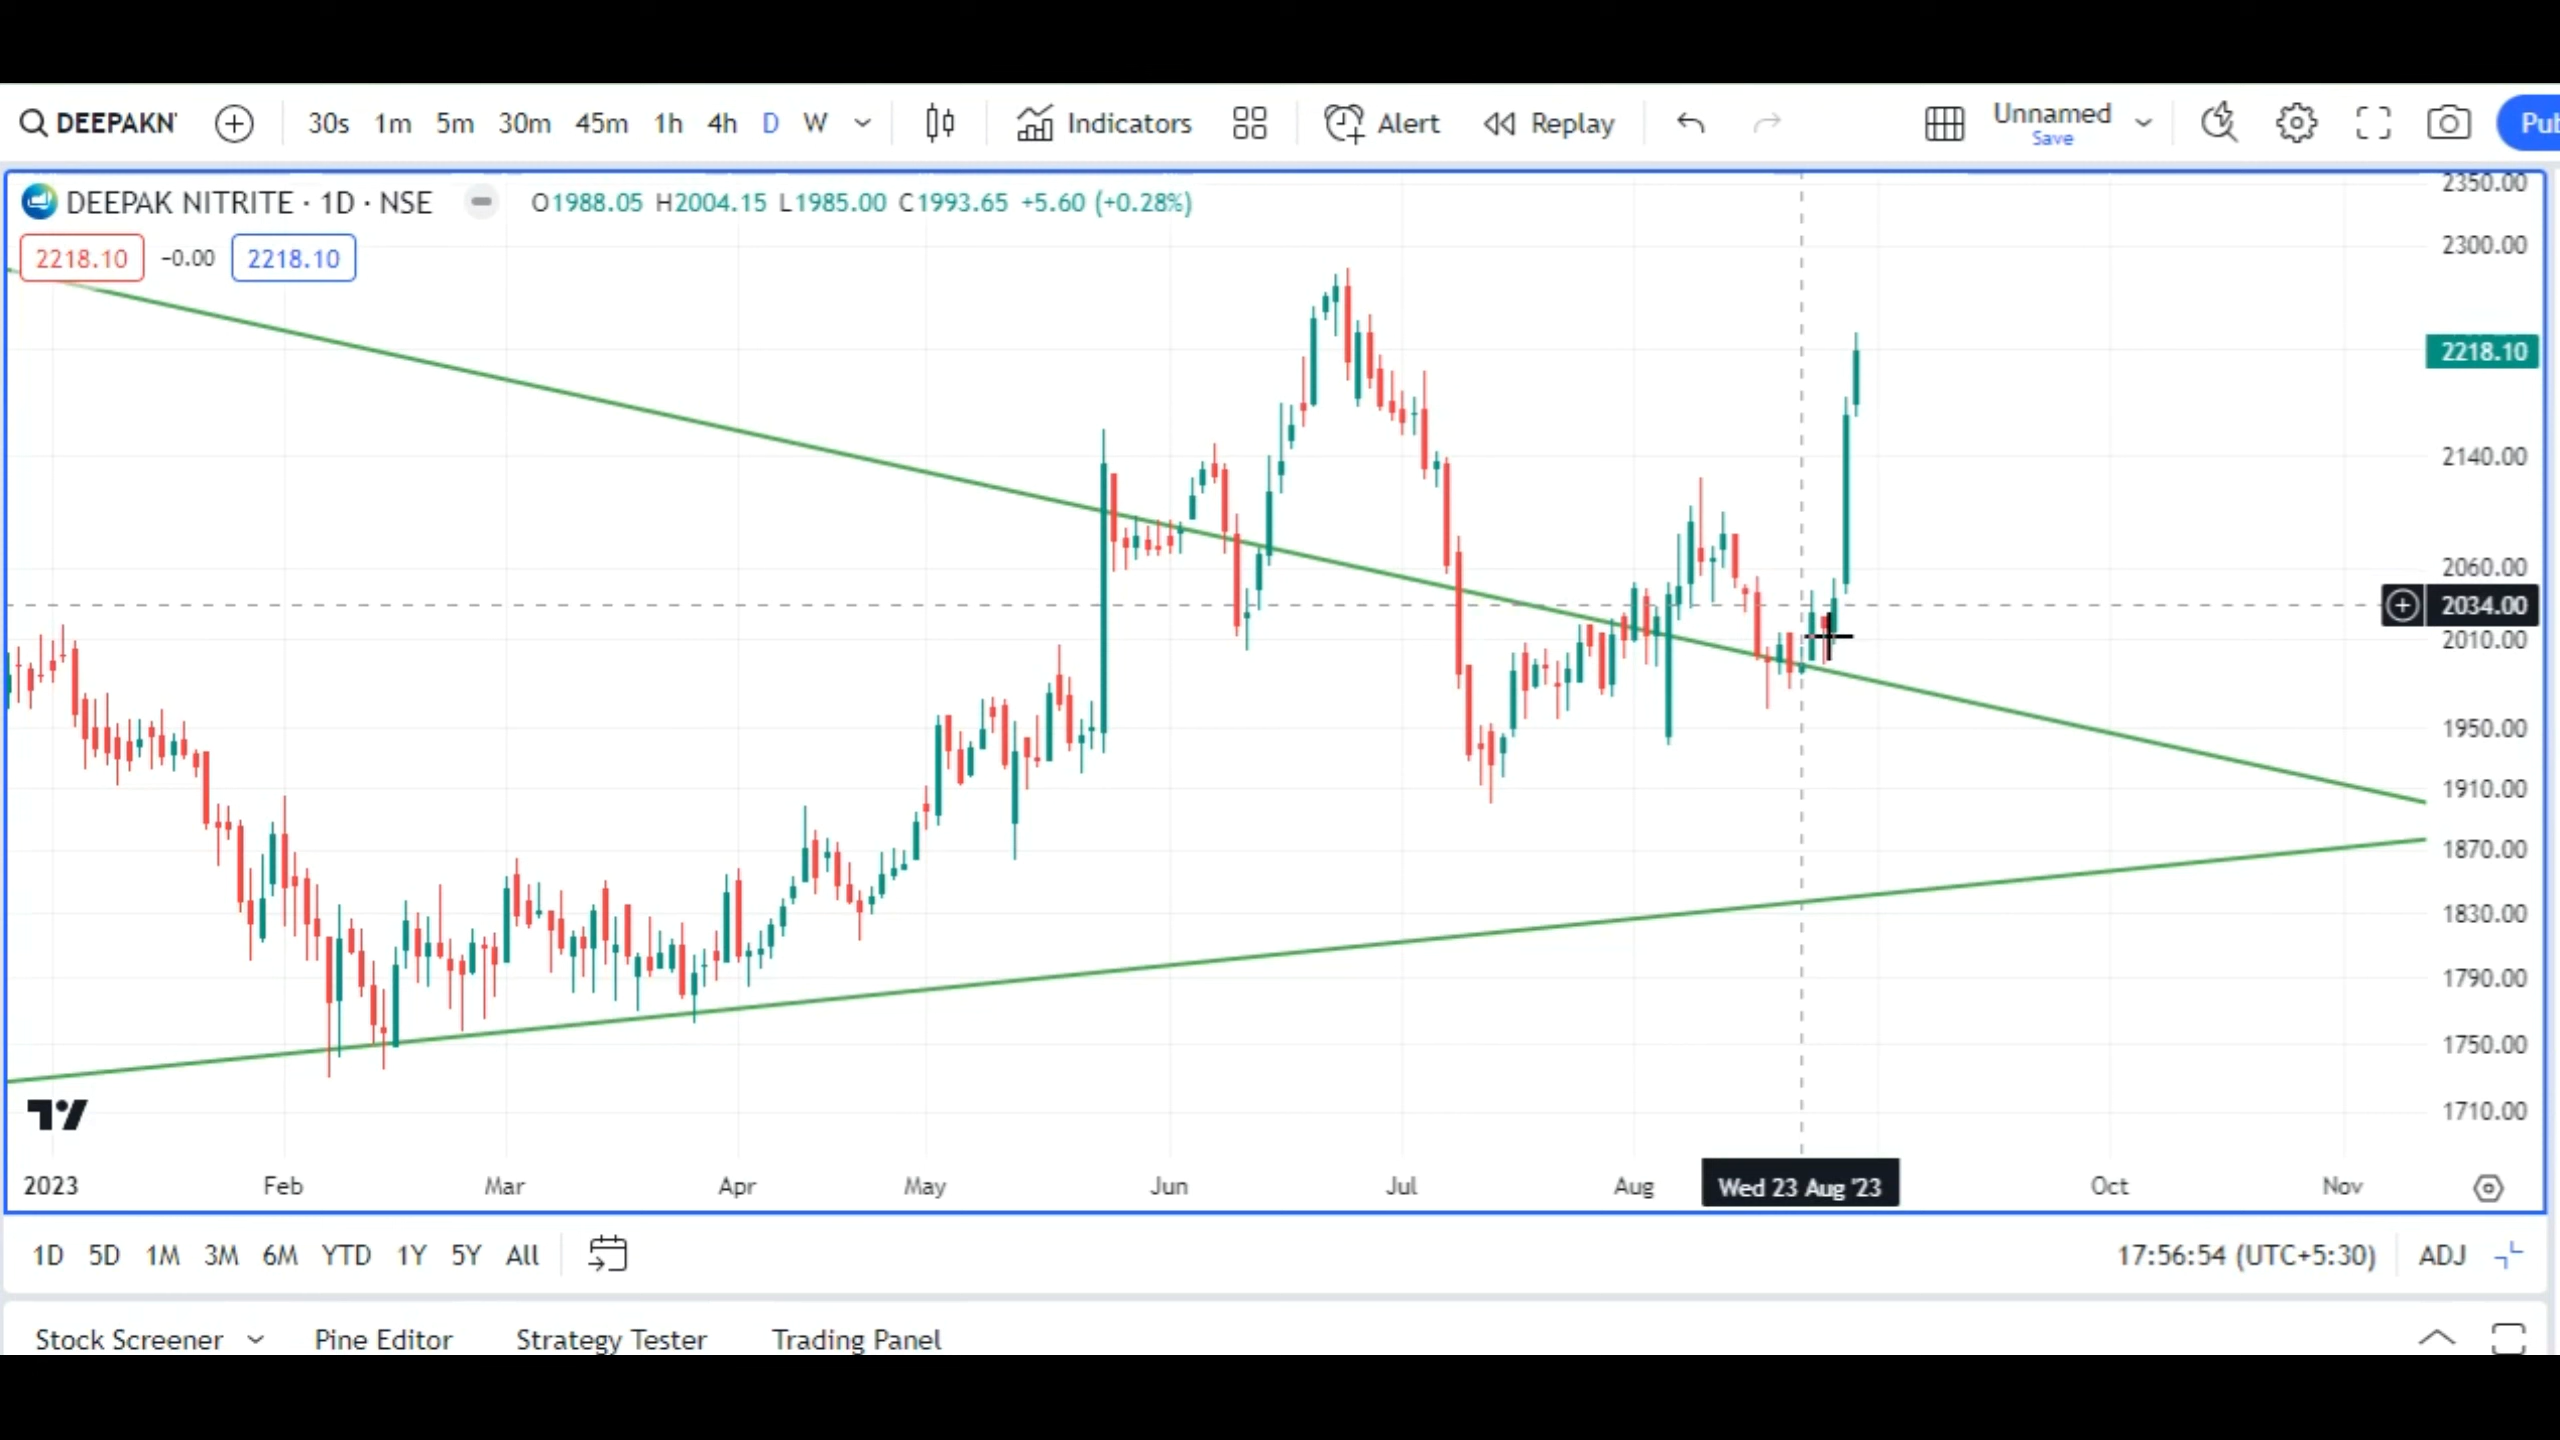 DEEPAKN 30s 1m 5m 30m 45m 1h 4h D W Indicators Alert Replay Unnamed
Save
DEEPAK NITRITE · 1D · NSE O1988.05 H2004.15 L1985.00 C1993.65 +5.60 (+0.28%)
2218.10 -0.00 2218.10
2350.00
2300.00
2218.10
2140.00
2060.00
2034.00
2010.00
1950.00
1910.00
1870.00
1830.00
1790.00
1750.00
1710.00
2023 Feb Mar Apr May Jun Jul Aug Wed 23 Aug '23 Oct Nov
1D 5D 1M 3M 6M YTD 1Y 5Y All 17:56:54 (UTC+5:30) ADJ
Stock Screener Pine Editor Strategy Tester Trading Panel